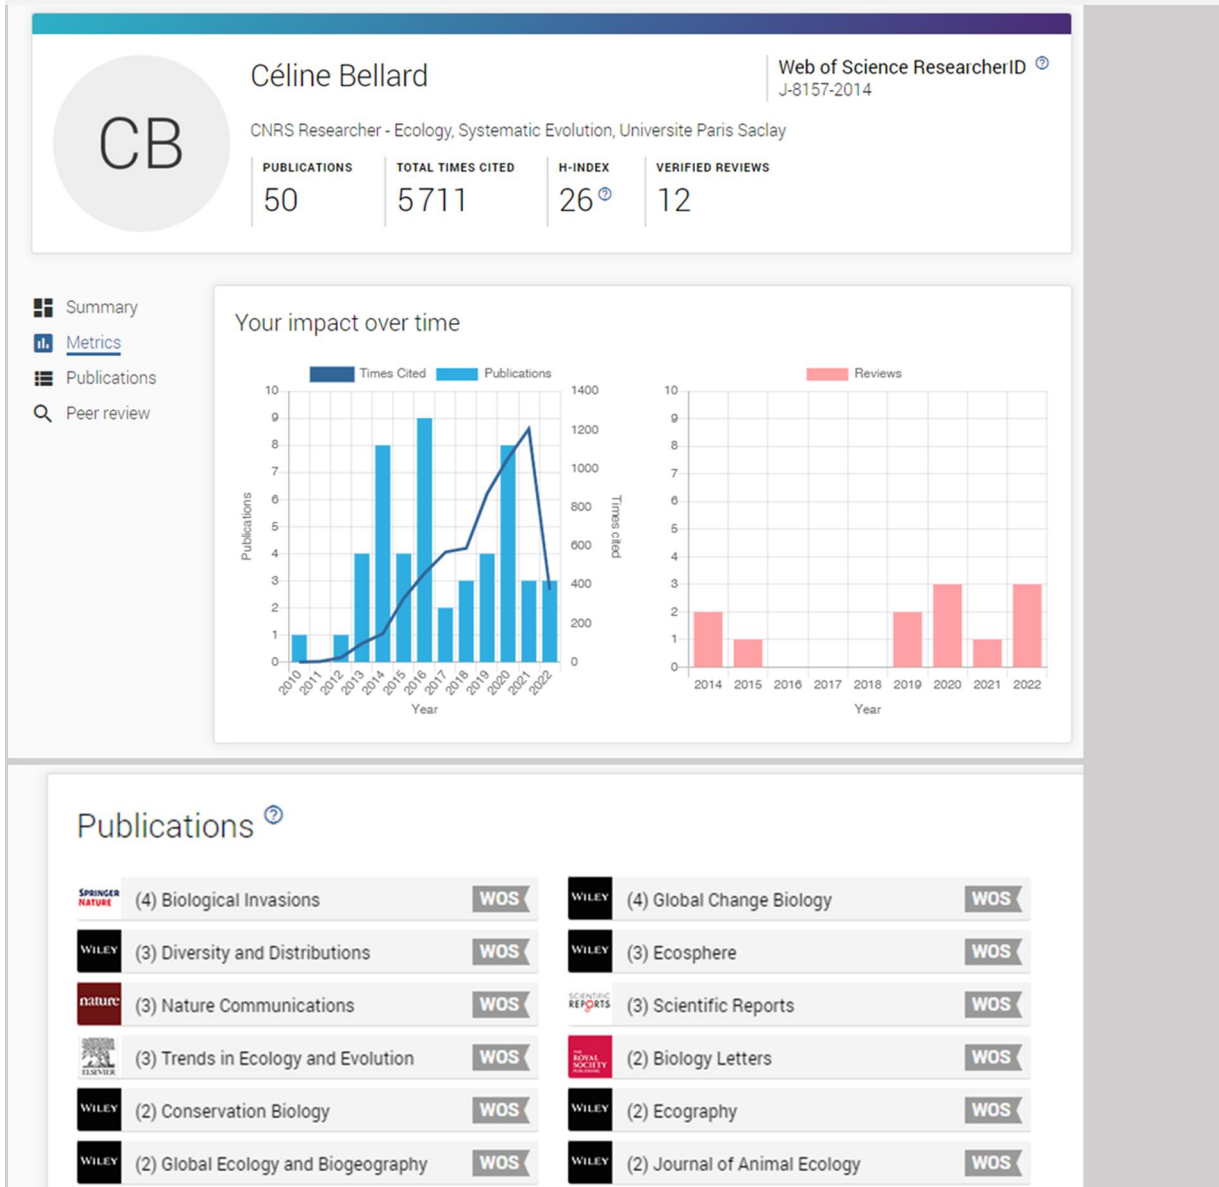 CB
Céline Bellard
Web of Science ResearcherID ?
J-8157-2014
CNRS Researcher - Ecology, Systematic Evolution, Universite Paris Saclay
PUBLICATIONS TOTAL TIMES CITED H-INDEX VERIFIED REVIEWS
50 5711 26 ? 12
Summary
Metrics
Publications
Peer review
Your impact over time
Times Cited Publications
10
9
8
7
6
5
4
3
2
1
0
Publications
1400
1200
1000
800
600
400
200
0
Times cited
2010 2011 2012 2013 2014 2015 2016 2017 2018 2019 2020 2021 2022
Year
Reviews
10
9
8
7
6
5
4
3
2
1
0
2014 2015 2016 2017 2018 2019 2020 2021 2022
Year
Publications ?
SPRINGER NATURE (4) Biological Invasions WOS
WILEY (4) Global Change Biology WOS
WILEY (3) Diversity and Distributions WOS
WILEY (3) Ecosphere WOS
nature (3) Nature Communications WOS
SCIENTIFIC REPORTS (3) Scientific Reports WOS
ELSEVIER (3) Trends in Ecology and Evolution WOS
THE ROYAL SOCIETY PUBLISHING (2) Biology Letters WOS
WILEY (2) Conservation Biology WOS
WILEY (2) Ecography WOS
WILEY (2) Global Ecology and Biogeography WOS
WILEY (2) Journal of Animal Ecology WOS